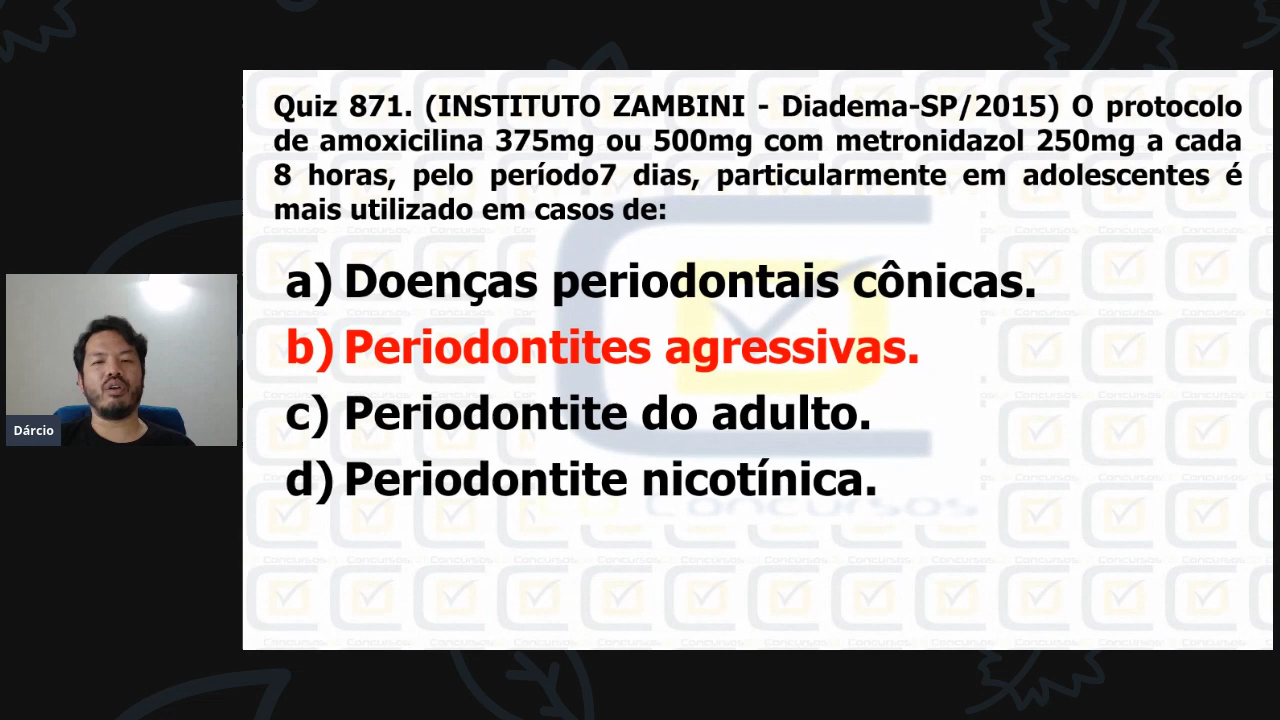 Quiz 871. (INSTITUTO ZAMBINI - Diadema-SP/2015) O protocolo
de amoxicilina 375mg ou 500mg com metronidazol 250mg a cada
8 horas, pelo período7 dias, particularmente em adolescentes é
mais utilizado em casos de:
a) Doenças periodontais cônicas.
b) Periodontites agressivas.
c) Periodontite do adulto.
d) Periodontite nicotínica.
Dárcio
Concursos